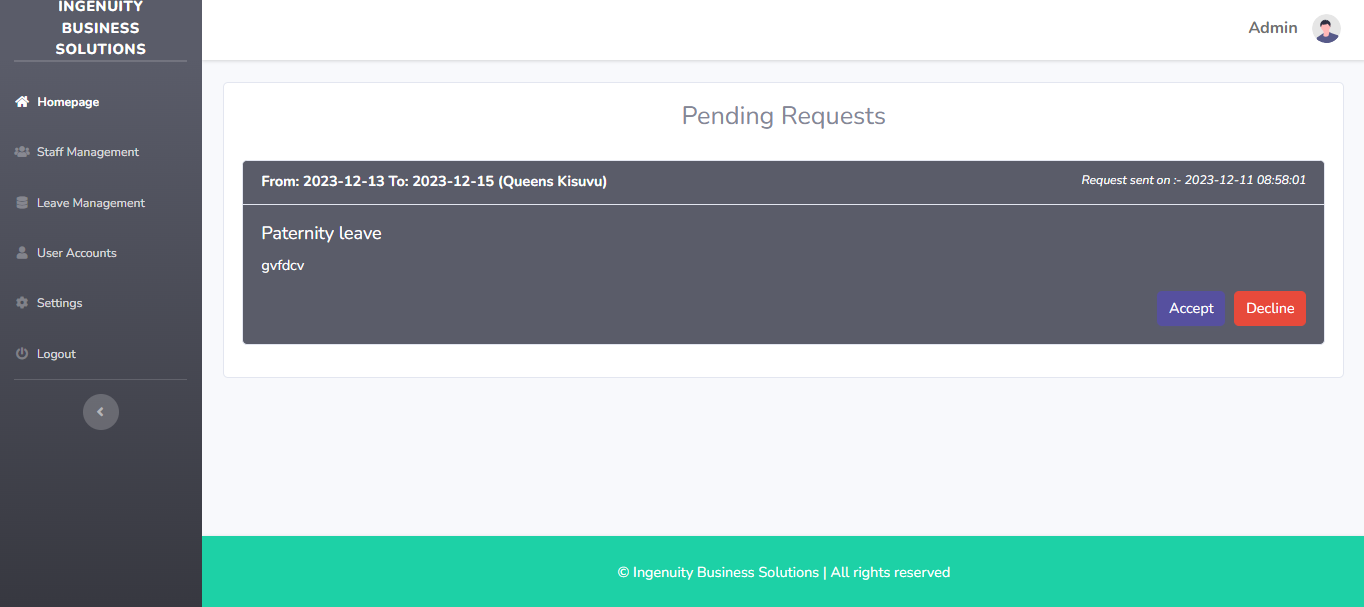 INGENUITY
BUSINESS
SOLUTIONS
Homepage
Staff Management
Leave Management
User Accounts
Settings
Logout
Admin
Pending Requests
From: 2023-12-13 To: 2023-12-15 (Queens Kisuvu)
Request sent on :- 2023-12-11 08:58:01
Paternity leave
gvfdcv
Accept
Decline
© Ingenuity Business Solutions | All rights reserved